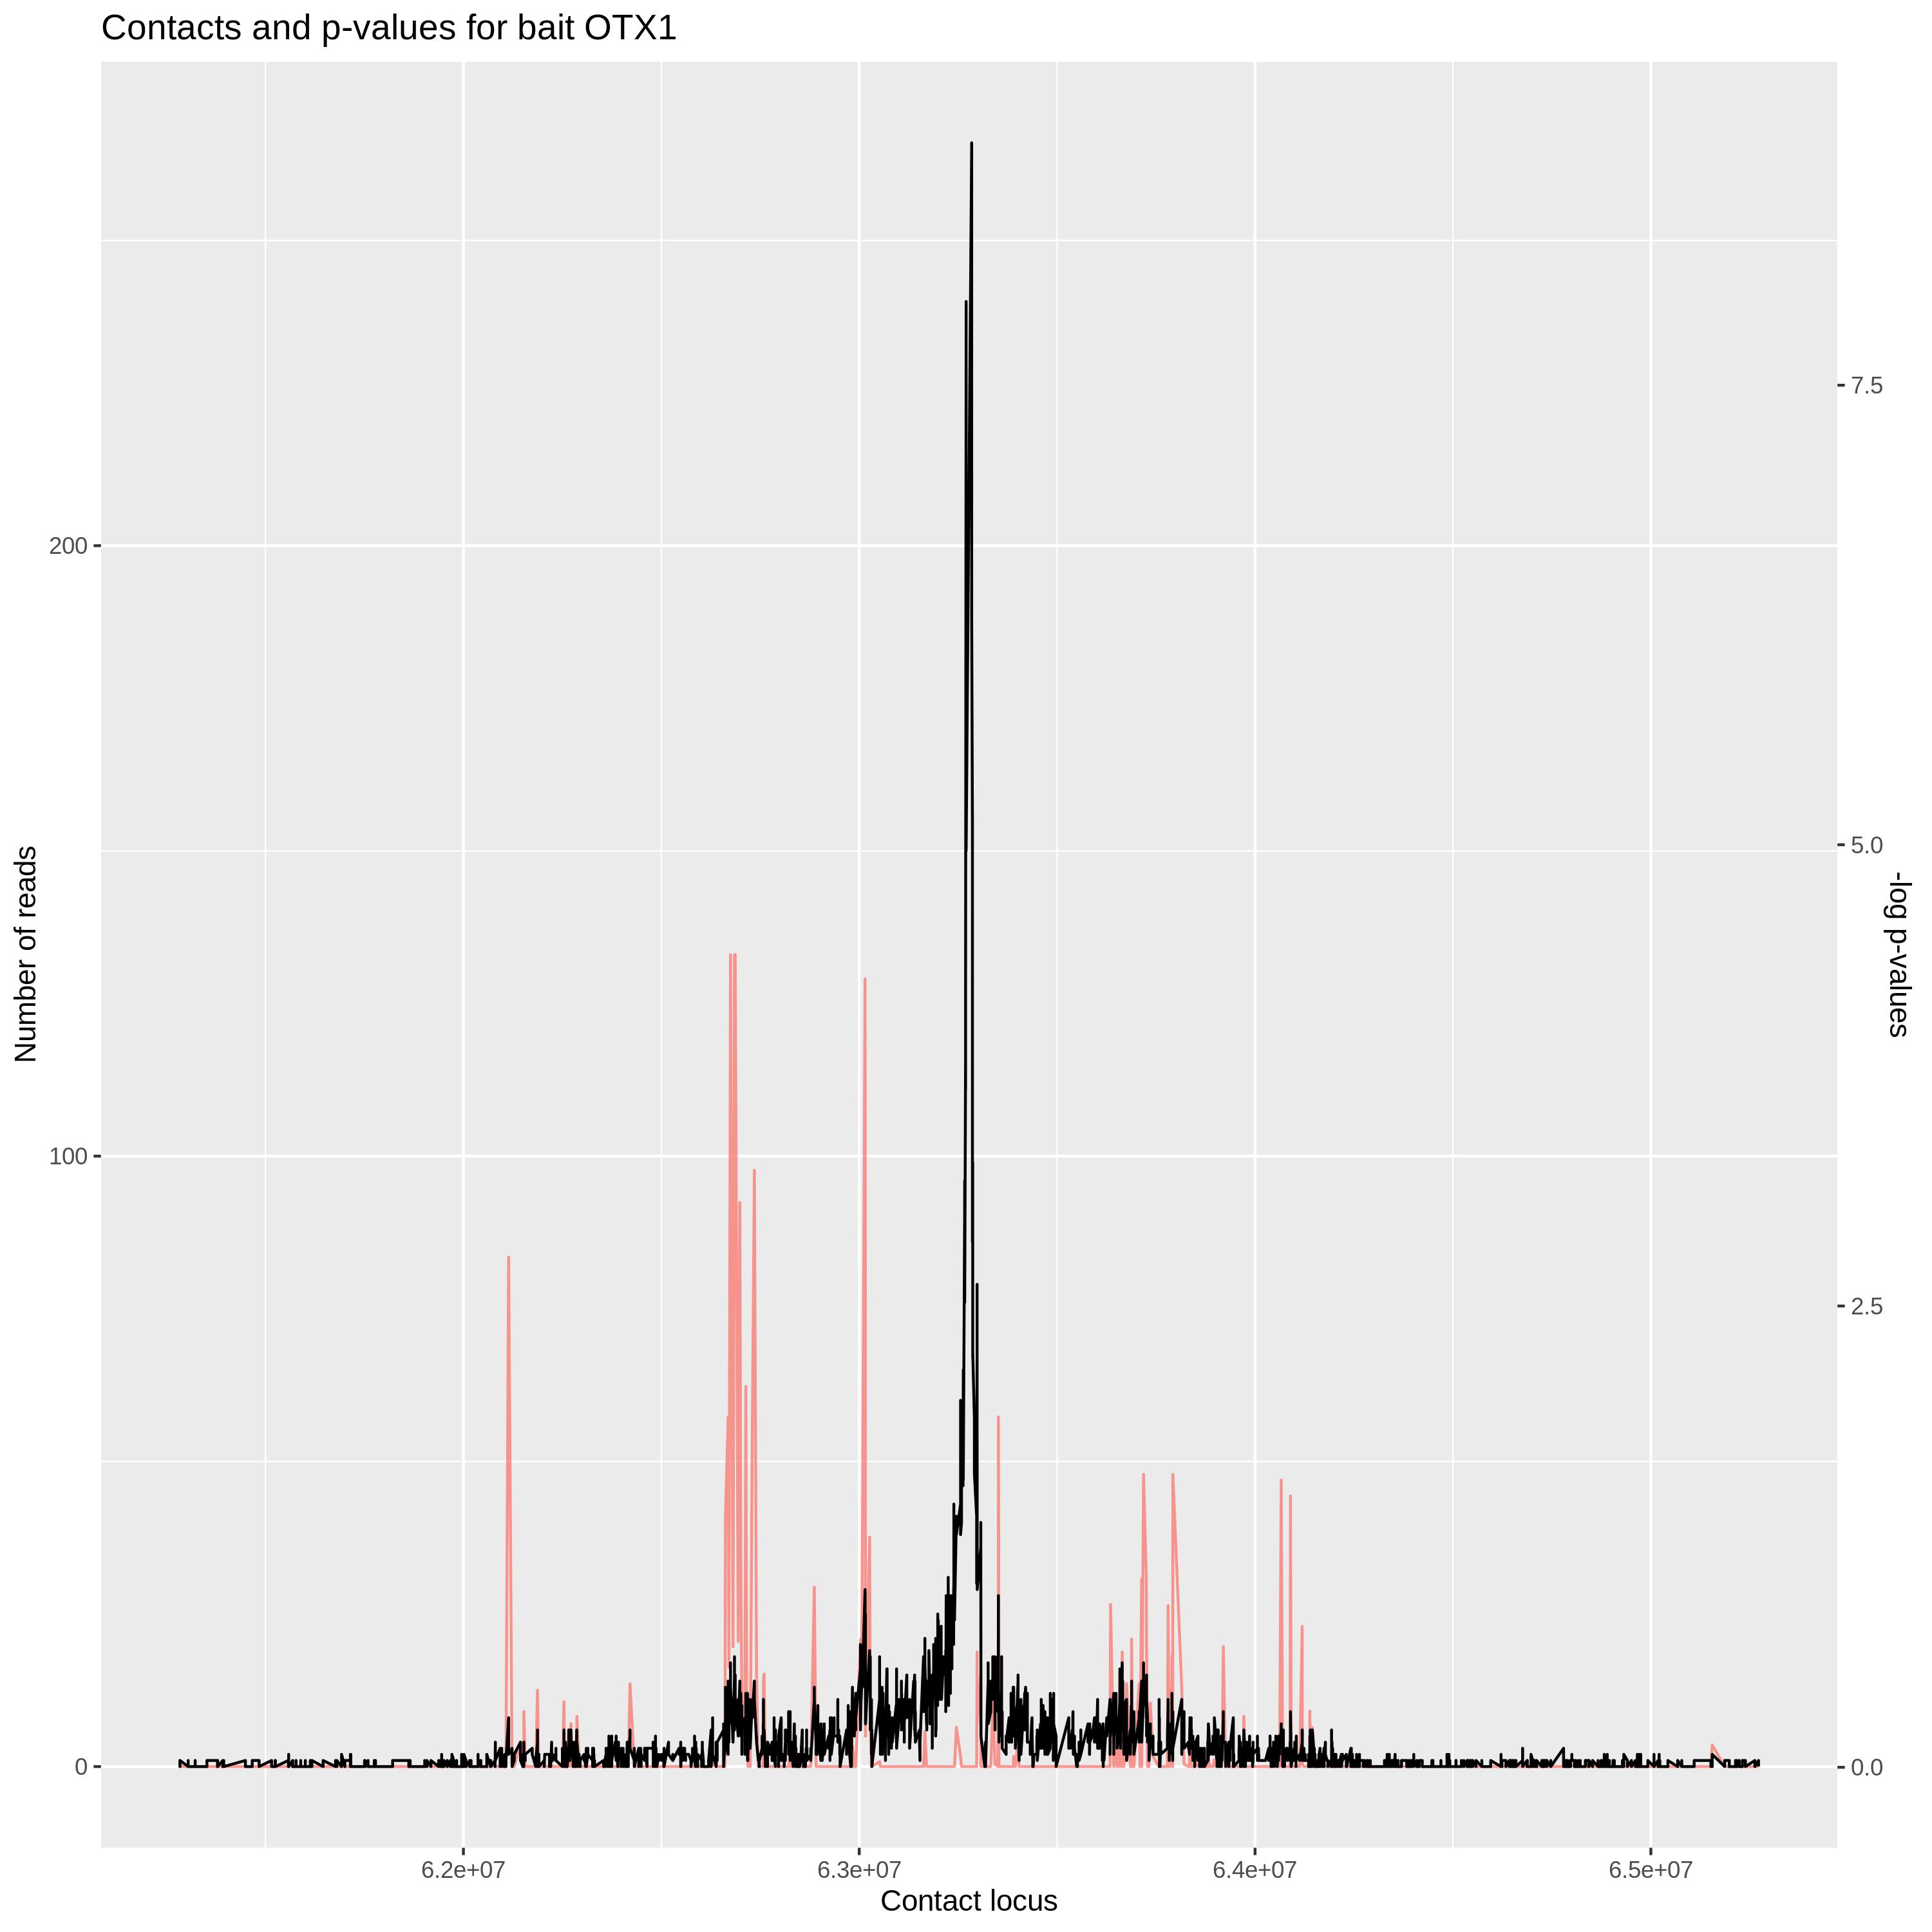 Contacts and p-values for bait OTX1
Number of reads
200
100
0
7.5
5.0
2.5
0.0
-log p-values
6.2e+07
6.3e+07
6.4e+07
6.5e+07
Contact locus